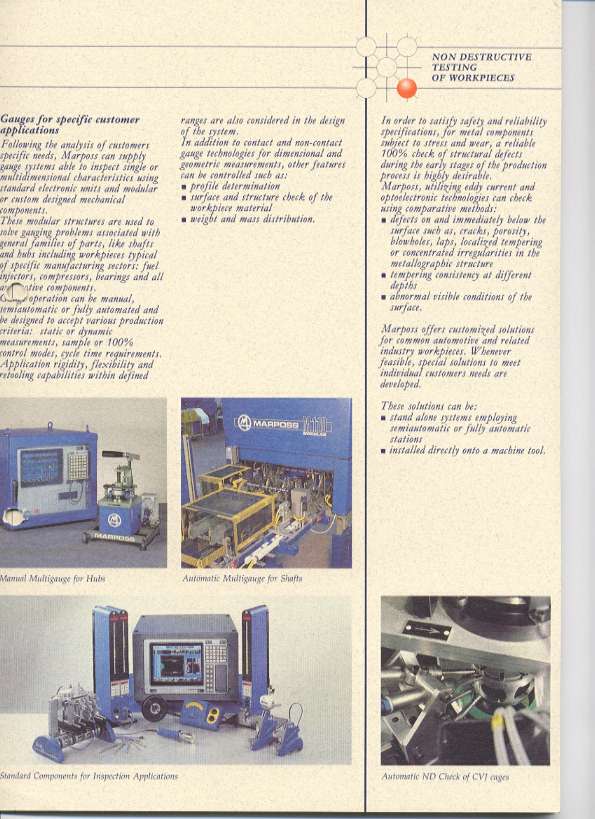 NON DESTRUCTIVE
TESTING
OF WORKPIECES
Gauges for specific customer
applications
Following the analysis of customers
specific needs, Marposs can supply
gauge systems able to inspect single or
multidimensional characteristics using
standard electronic units and modular
or custom designed mechanical
components.
These modular structures are used to
solve gauging problems associated with
general families of parts, like shafts
and hubs including workpieces typical
of specific manufacturing sectors: fuel
injectors, compressors, bearings and all
components.
operation can be manual,
semiautomatic or fully automated and
be designed to accept various production
criteria: static or dynamic
measurements, sample or 100%
control modes, cycle time requirements.
Application rigidity, flexibility and
retooling capabilities within defined
ranges are also considered in the design
of the system.
In addition to contact and non-contact
gauge technologies for dimensional and
geometric measurements, other features
can be controlled such as:
■ profile determination
■ surface and structure check of the
workpiece material
■ weight and mass distribution.
In order to satisfy safety and reliability
specifications, for metal components
subject to stress and wear, a reliable
100% check of structural defects
during the early stages of the production
process is highly desirable.
Marposs, utilizing eddy current and
optoelectronic technologies can check
using comparative methods:
■ defects on and immediately below the
surface such as, cracks, porosity,
blowholes, laps, localized tempering
or concentrated irregularities in the
metallographic structure
■ tempering consistency at different
depths
■ abnormal visible conditions of the
surface.
Marposs offers customized solutions
for common automotive and related
industry workpieces. Whenever
feasible, special solutions to meet
individual customers needs are
developed.
These solutions can be:
■ stand alone systems employing
semiautomatic or fully automatic
stations
■ installed directly onto a machine tool.
MARPOSS
MARPOSS
Manual Multigauge for Hubs
Automatic Multigauge for Shafts
Standard Components for Inspection Applications
Automatic ND Check of CVJ cages